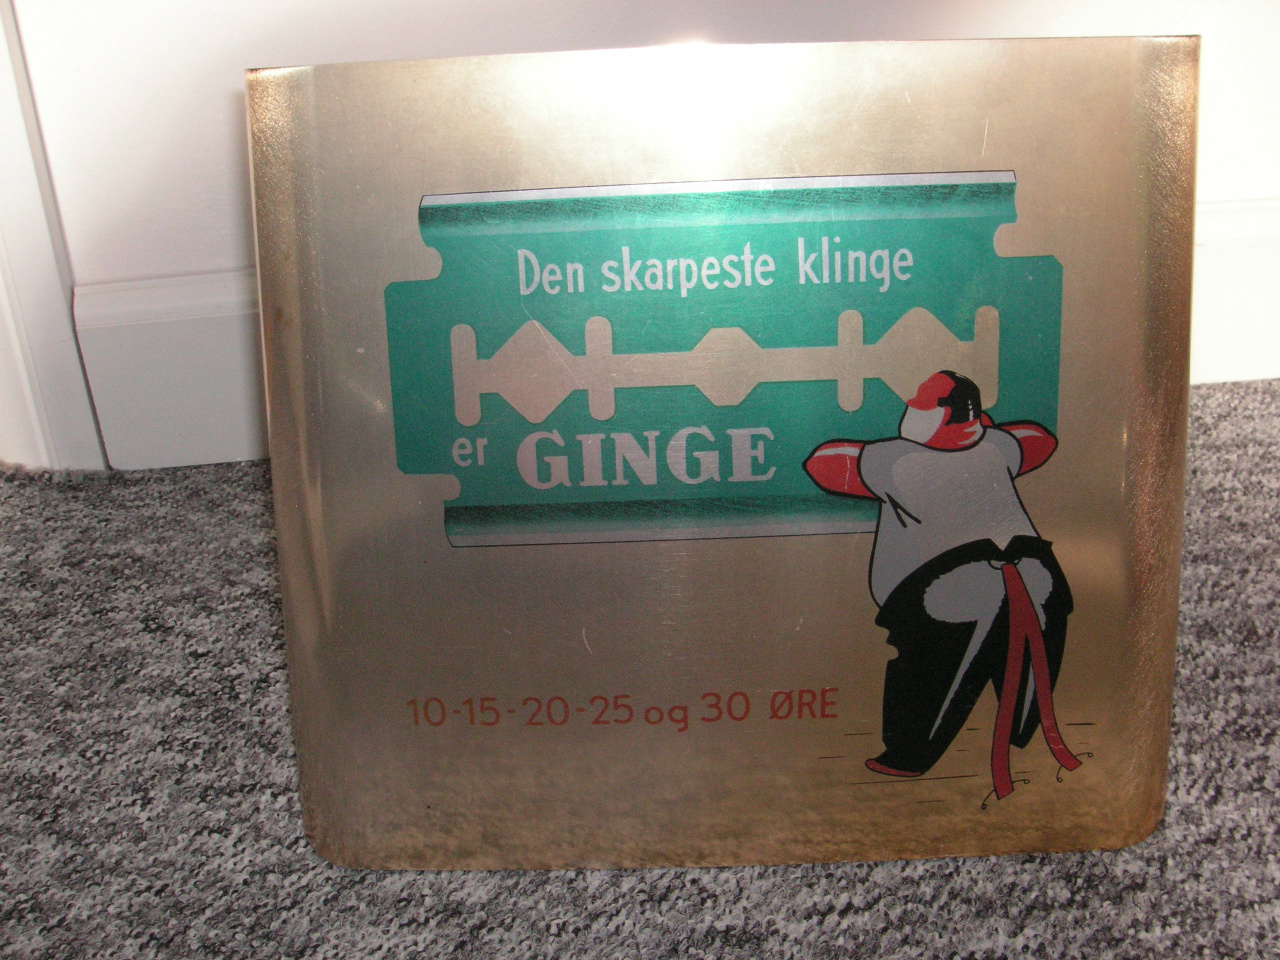 Den skarpeste klinge
er GINGE
10-15-20-25 og 30 ØRE